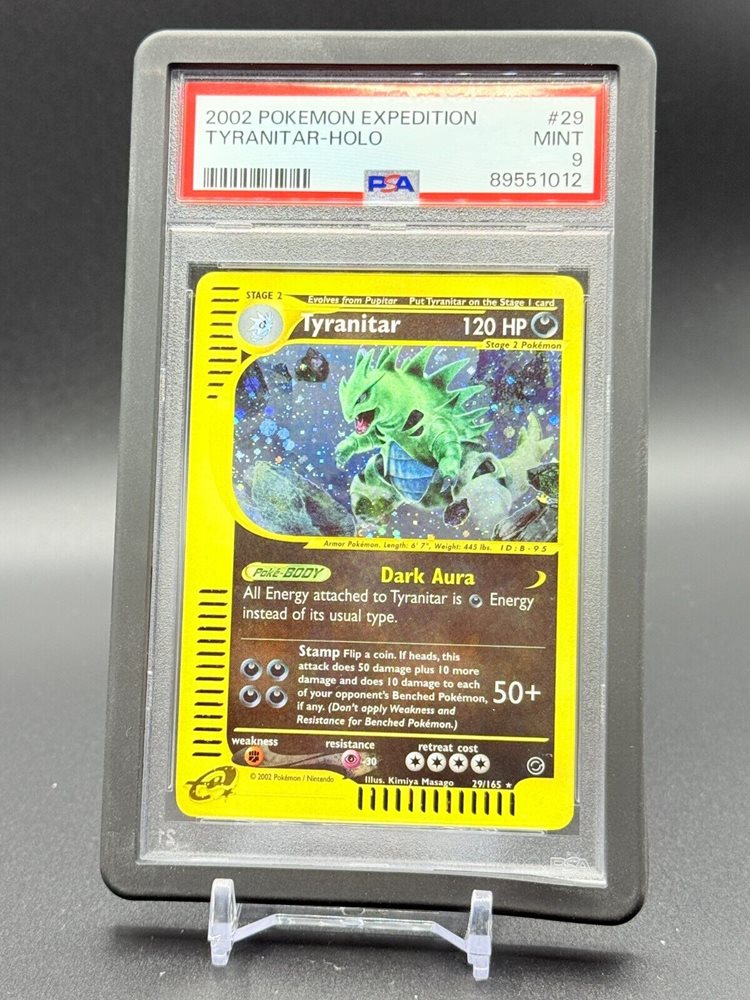 2002 POKEMON EXPEDITION #29
TYRANITAR-HOLO MINT
9
PSA 89551012
STAGE 2 Evolves from Pupitar Put Tyranitar on the Stage 1 card
Tyranitar 120 HP
Stage 2 Pokémon
Armor Pokémon, Length: 6' 7", Weight: 445 lbs. ID: B - 95
Poké-BODY Dark Aura
All Energy attached to Tyranitar is Energy
instead of its usual type.
Stamp Flip a coin. If heads, this
attack does 50 damage plus 10 more
damage and does 10 damage to each
of your opponent's Benched Pokémon,
if any. (Don't apply Weakness and
Resistance for Benched Pokémon.)
50+
weakness resistance retreat cost
-30
© 2002 Pokémon / Nintendo Illus. Kimiya Masago 29/165 ★
PSA